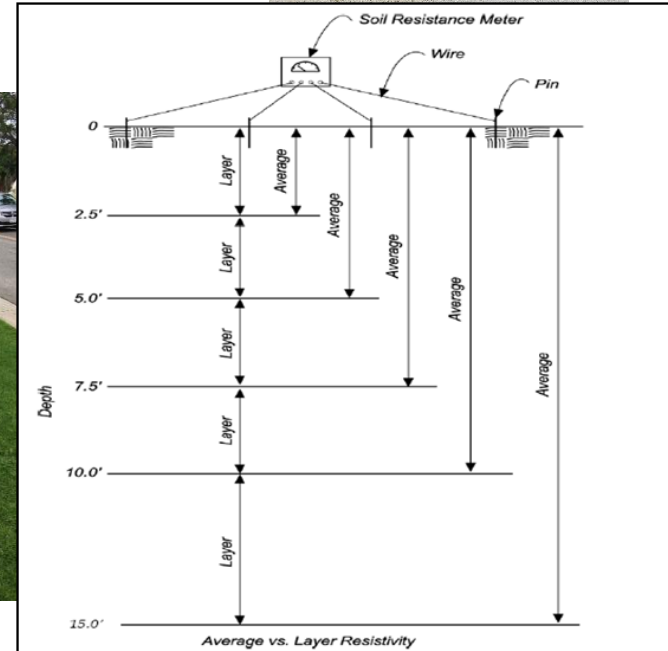 Soil Resistance Meter
Wire
Pin
0
Layer
Average
2.5'
Layer
Average
5.0'
Layer
Average
7.5'
Layer
Average
10.0'
Layer
Average
15.0'
Depth
Average vs. Layer Resistivity